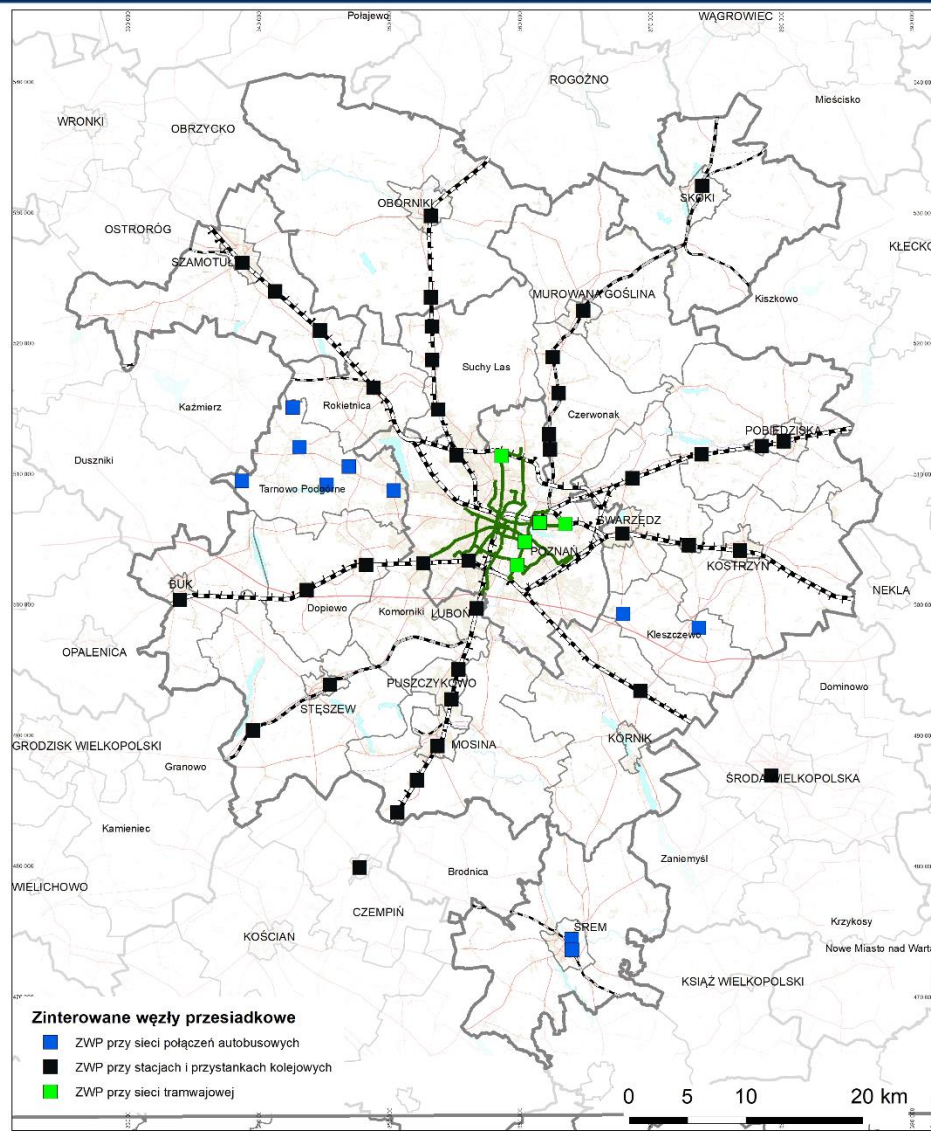 Połajewo
WĄGROWIEC
ROGOŹNO
Mieścisko
WRONKI
OBRZYCKO
SKOKI
OBORNIKI
OSTRORÓG
KŁECKO
SZAMOTUŁ
MUROWANA GOŚLINA
Kiszkowo
Suchy Las
Kaźmierz
Rokietnica
Czerwonak
POBIEDZISKA
Duszniki
Tarnowo Podgórne
SWARZĘDZ
POZNAŃ
KOSTRZYN
BUK
NEKLA
Dopiewo
Komorniki
LUBOŃ
Kleszczewo
OPALENICA
PUSZCZYKOWO
Dominowo
STĘSZEW
KÓRNIK
GRODZISK WIELKOPOLSKI
MOSINA
Granowo
ŚRODA WIELKOPOLSKA
Kamieniec
Zaniemyśl
Brodnica
WIELICHOWO
CZEMPIŃ
Krzykosy
ŚREM
KOŚCIAN
Nowe Miasto nad Warta
KSIĄŻ WIELKOPOLSKI
Zinterowane węzły przesiadkowe
ZWP przy sieci połączeń autobusowych
ZWP przy stacjach i przystankach kolejowych
ZWP przy sieci tramwajowej
0 5 10 20 km